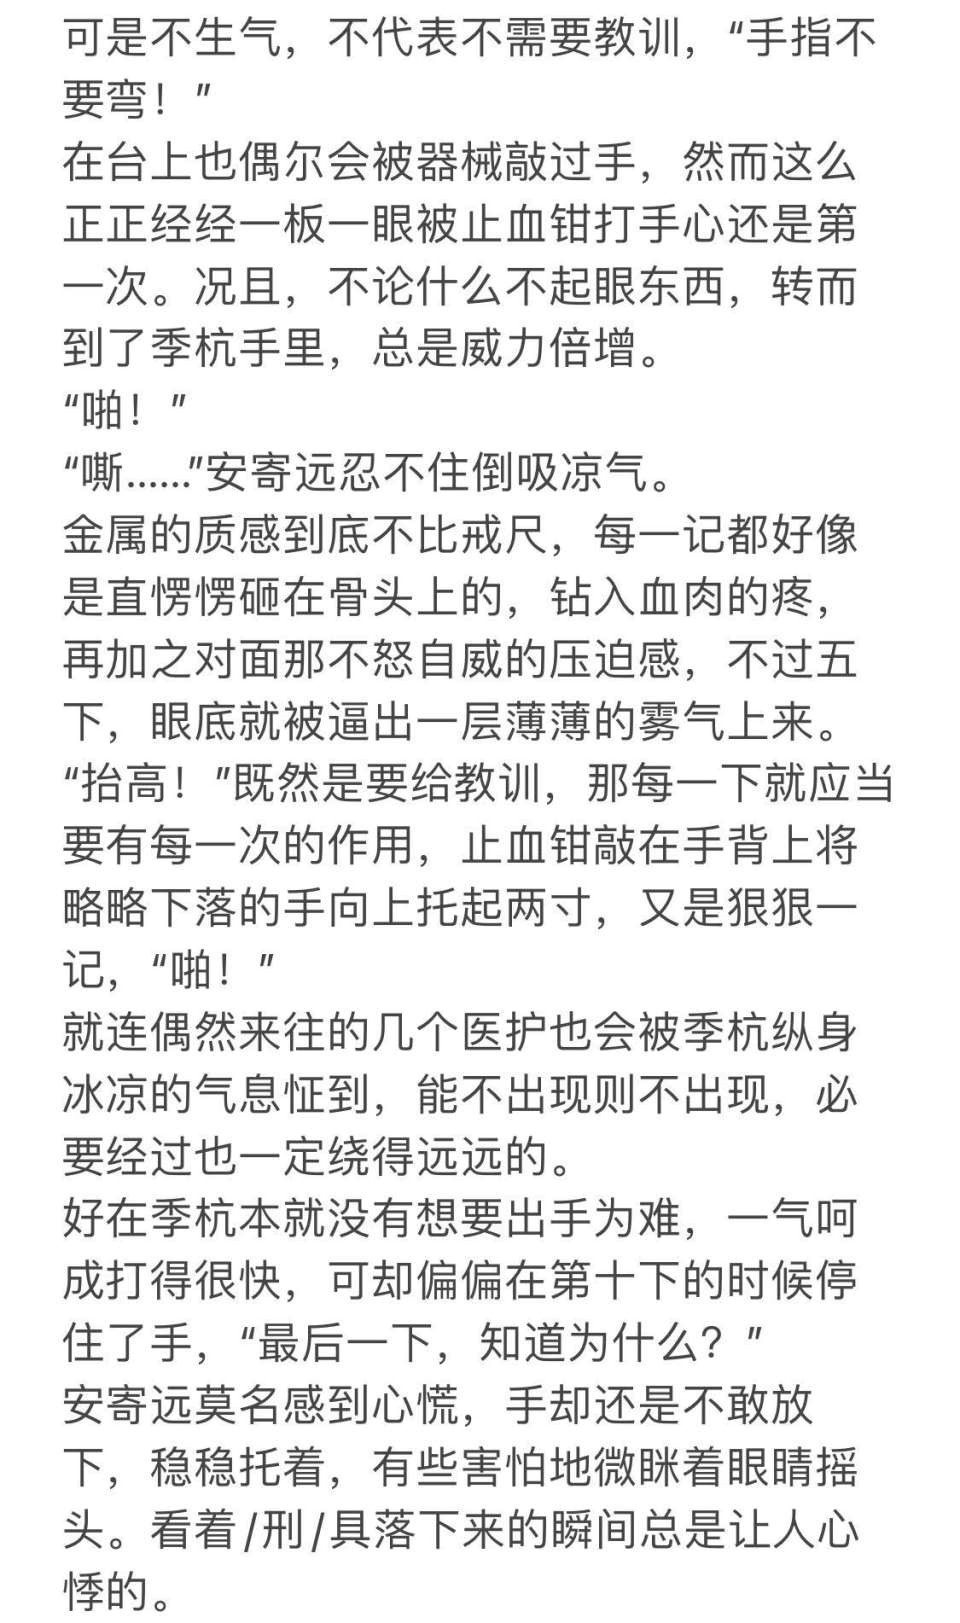 可是不生气，不代表不需要教训，“手指不
要弯！”
在台上也偶尔会被器械敲过手，然而这么
正正经经一板一眼被止血钳打手心还是第
一次。况且，不论什么不起眼东西，转而
到了季杭手里，总是威力倍增。
“啪！”
“嘶......”安寄远忍不住倒吸凉气。
金属的质感到底不比戒尺，每一记都好像
是直愣愣砸在骨头上的，钻入血肉的疼，
再加之对面那不怒自威的压迫感，不过五
下，眼底就被逼出一层薄薄的雾气上来。
“抬高！”既然是要给教训，那每一下就应当
要有每一次的作用，止血钳敲在手背上将
略略下落的手向上托起两寸，又是狠狠一
记，“啪！”
就连偶然来往的几个医护也会被季杭纵身
冰凉的气息怔到，能不出现则不出现，必
要经过也一定绕得远远的。
好在季杭本就没有想要出手为难，一气呵
成打得很快，可却偏偏在第十下的时候停
住了手，“最后一下，知道为什么？”
安寄远莫名感到心慌，手却还是不敢放
下，稳稳托着，有些害怕地微眯着眼睛摇
头。看着/刑/具落下来的瞬间总是让人心
悸的。